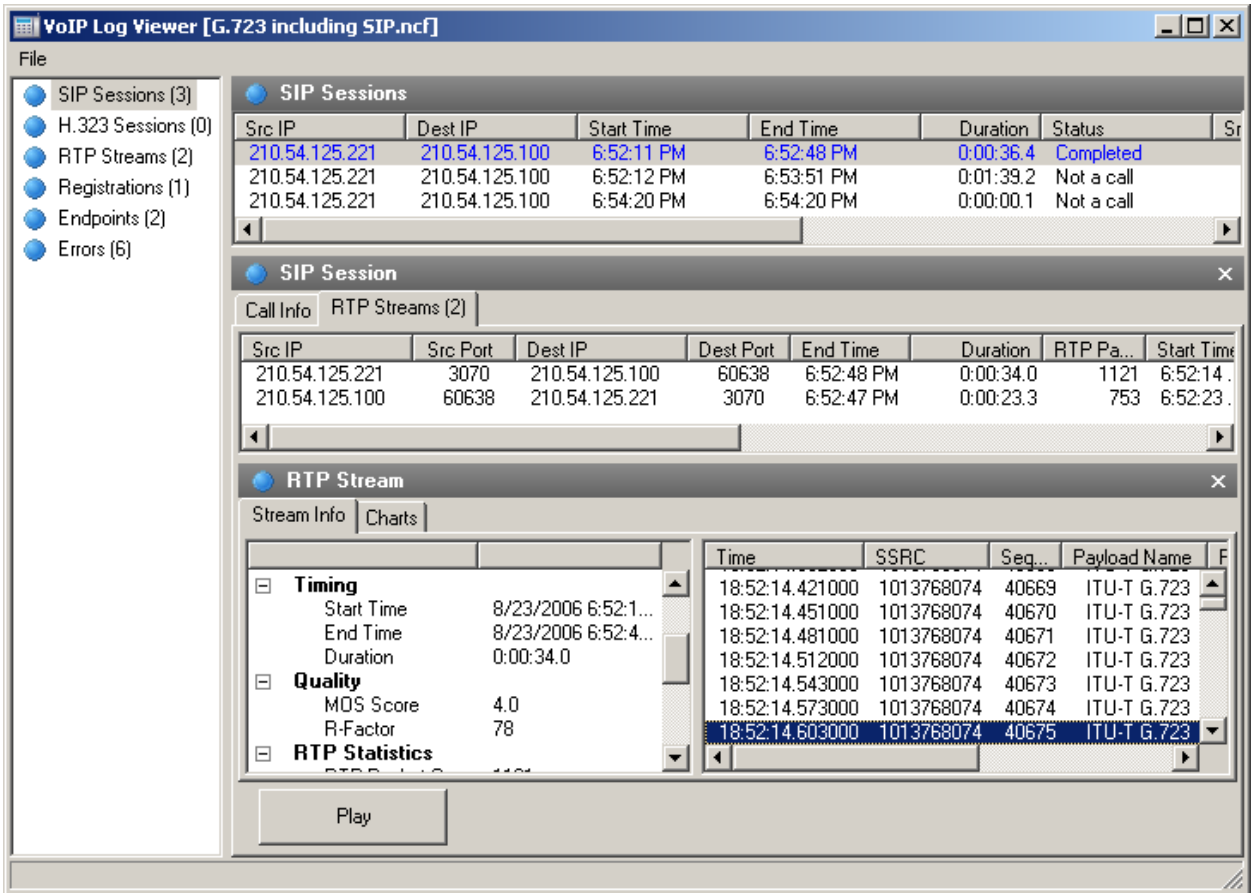 VoIP Log Viewer [G.723 including SIP.ncf]
File
SIP Sessions (3)
H.323 Sessions (0)
RTP Streams (2)
Registrations (1)
Endpoints (2)
Errors (6)
SIP Sessions
Src IP Dest IP Start Time End Time Duration Status Sr
210.54.125.221 210.54.125.100 6:52:11 PM 6:52:48 PM 0:00:36.4 Completed
210.54.125.221 210.54.125.100 6:52:12 PM 6:53:51 PM 0:01:39.2 Not a call
210.54.125.221 210.54.125.100 6:54:20 PM 6:54:20 PM 0:00:00.1 Not a call
SIP Session
Call Info RTP Streams (2)
Src IP Src Port Dest IP Dest Port End Time Duration RTP Pa... Start Time
210.54.125.221 3070 210.54.125.100 60638 6:52:48 PM 0:00:34.0 1121 6:52:14 .
210.54.125.100 60638 210.54.125.221 3070 6:52:47 PM 0:00:23.3 753 6:52:23 .
RTP Stream
Stream Info Charts
Timing
Start Time 8/23/2006 6:52:1...
End Time 8/23/2006 6:52:4...
Duration 0:00:34.0
Quality
MOS Score 4.0
R-Factor 78
RTP Statistics
Time SSRC Seq... Payload Name F
18:52:14.421000 1013768074 40669 ITU-T G.723
18:52:14.451000 1013768074 40670 ITU-T G.723
18:52:14.481000 1013768074 40671 ITU-T G.723
18:52:14.512000 1013768074 40672 ITU-T G.723
18:52:14.543000 1013768074 40673 ITU-T G.723
18:52:14.573000 1013768074 40674 ITU-T G.723
18:52:14.603000 1013768074 40675 ITU-T G.723
Play